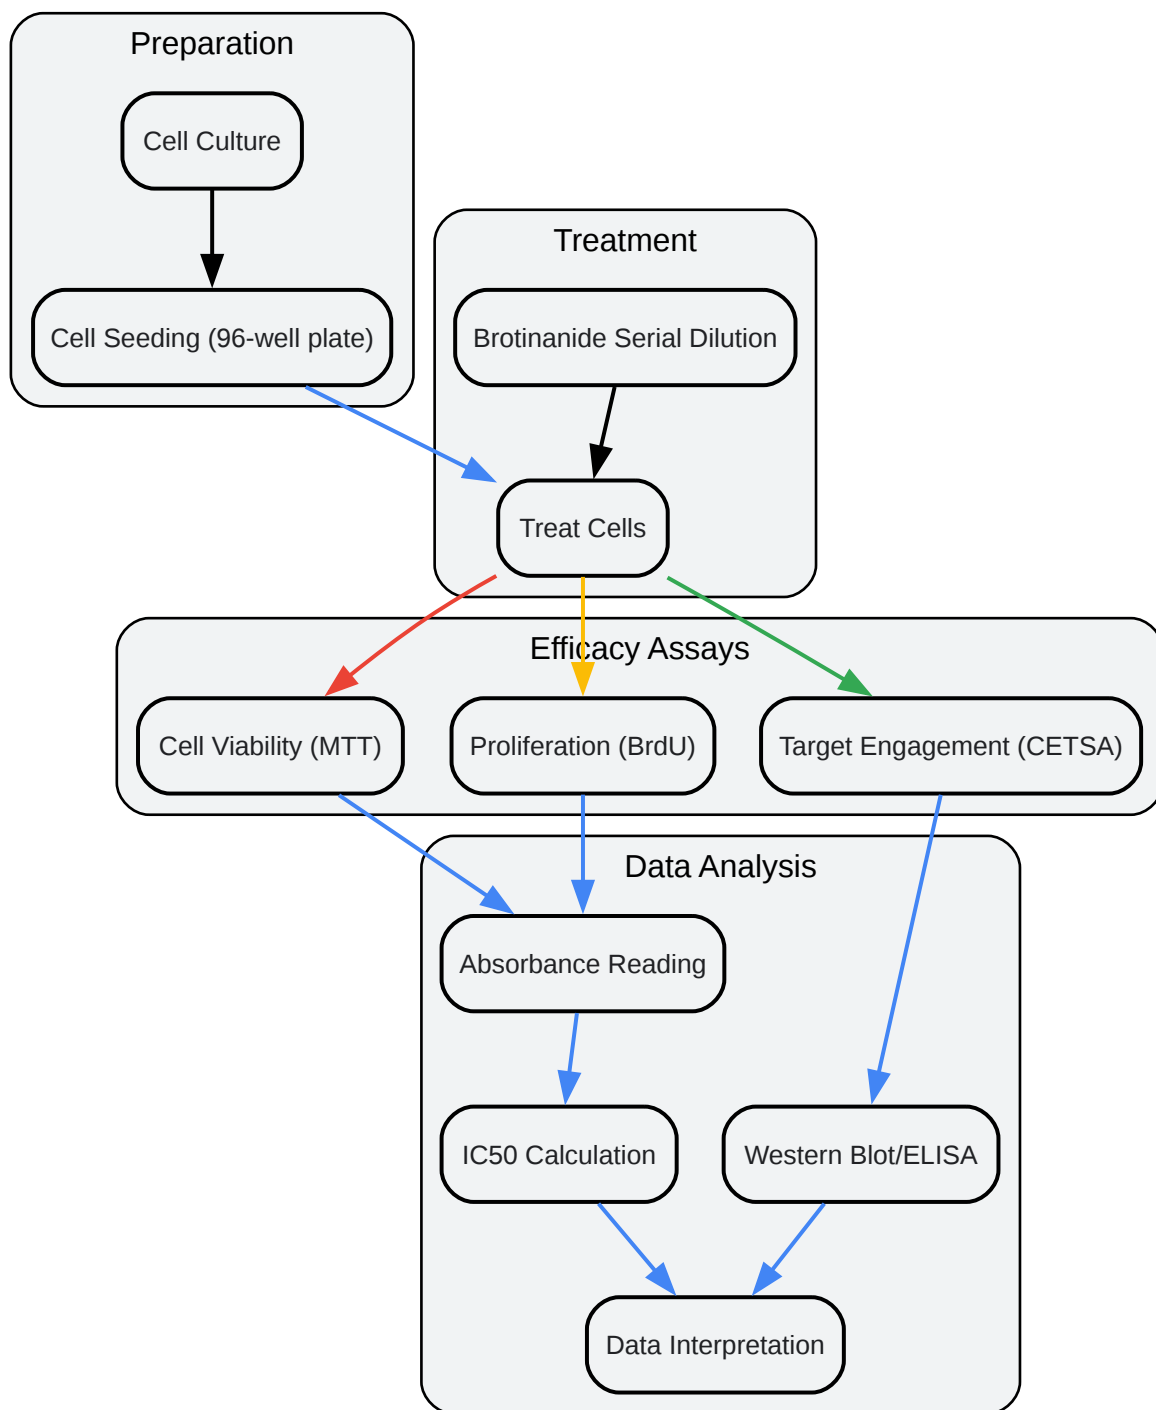 Preparation
Cell Culture
Cell Seeding (96-well plate)
Treatment
Brotinanide Serial Dilution
Treat Cells
Efficacy Assays
Cell Viability (MTT)
Proliferation (BrdU)
Target Engagement (CETSA)
Data Analysis
Absorbance Reading
IC50 Calculation
Western Blot/ELISA
Data Interpretation